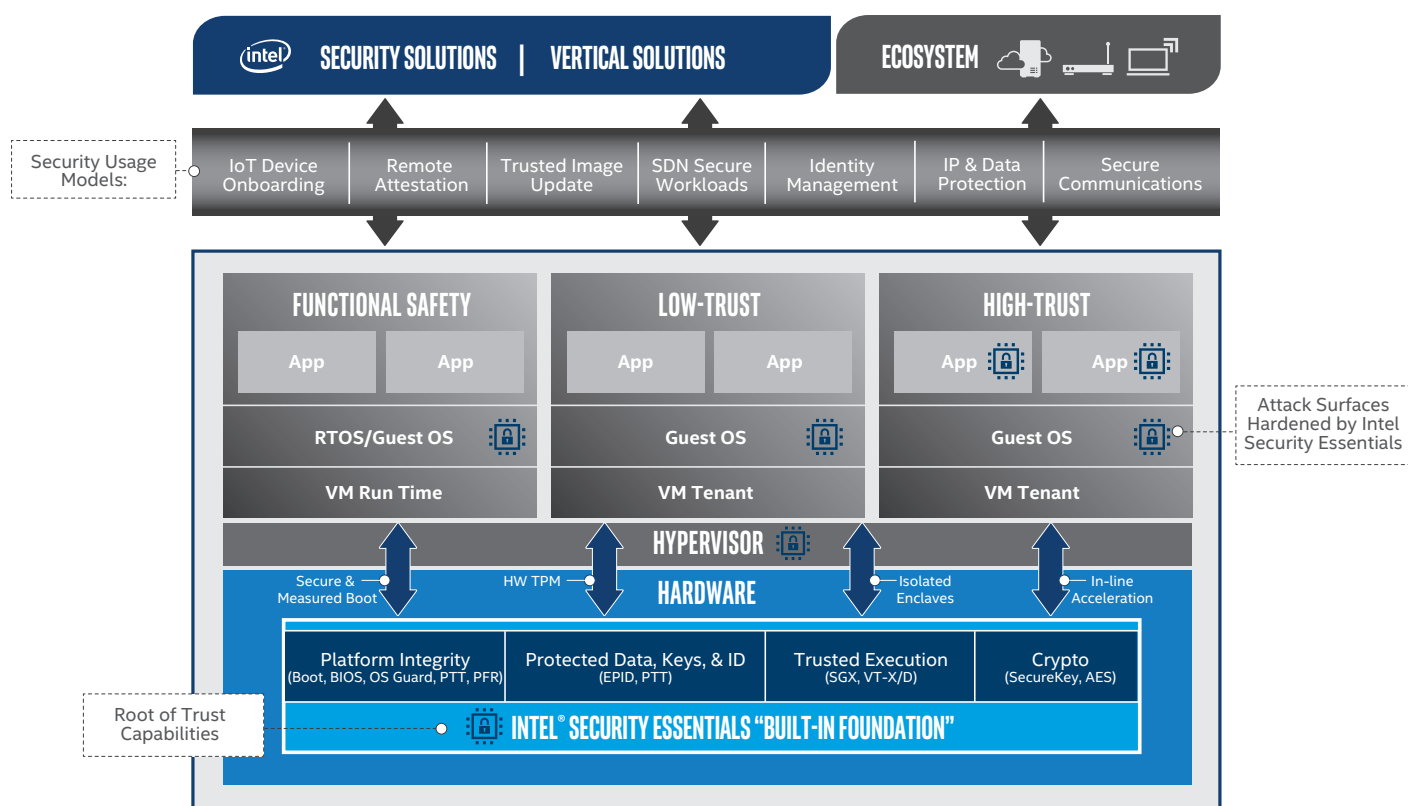 intel SECURITY SOLUTIONS | VERTICAL SOLUTIONS
ECOSYSTEM
Security Usage
Models:
IoT Device
Onboarding
Remote
Attestation
Trusted Image
Update
SDN Secure
Workloads
Identity
Management
IP & Data
Protection
Secure
Communications
FUNCTIONAL SAFETY
App
App
RTOS/Guest OS
VM Run Time
LOW-TRUST
App
App
Guest OS
VM Tenant
HIGH-TRUST
App
App
Guest OS
VM Tenant
Attack Surfaces
Hardened by Intel
Security Essentials
HYPERVISOR
HARDWARE
Secure &
Measured Boot
HW TPM
Isolated
Enclaves
In-line
Acceleration
Platform Integrity
(Boot, BIOS, OS Guard, PTT, PFR)
Protected Data, Keys, & ID
(EPID, PTT)
Trusted Execution
(SGX, VT-X/D)
Crypto
(SecureKey, AES)
Root of Trust
Capabilities
INTEL® SECURITY ESSENTIALS “BUILT-IN FOUNDATION”